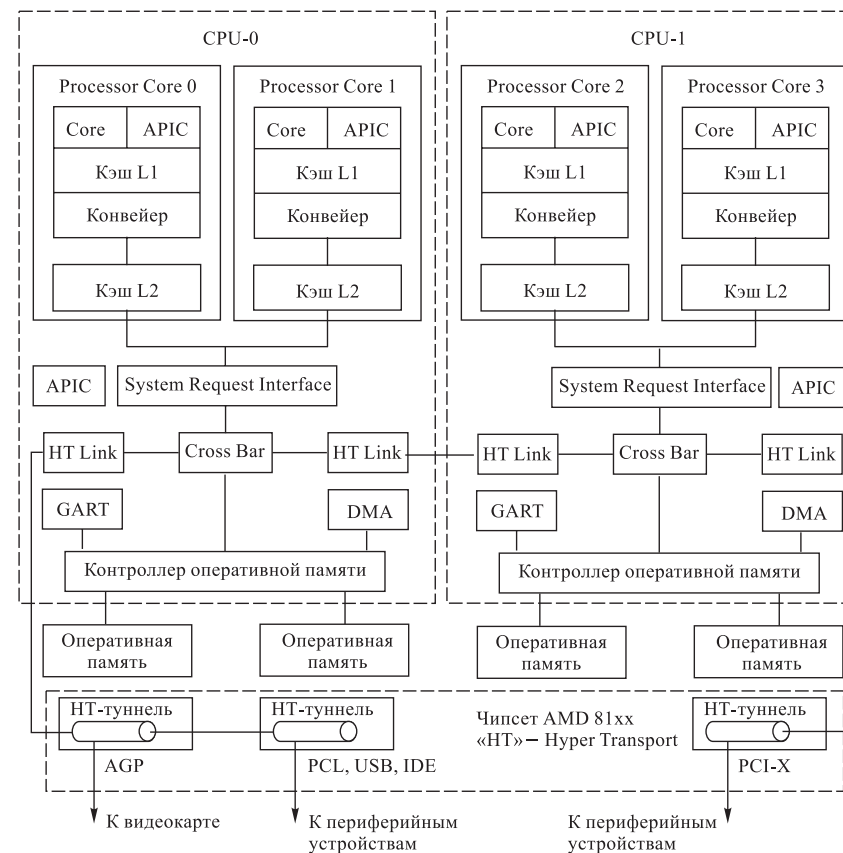 CPU-0
CPU-1
Processor Core 0
Processor Core 1
Processor Core 2
Processor Core 3
Core
APIC
Core
APIC
Core
APIC
Core
APIC
Кэш L1
Кэш L1
Кэш L1
Кэш L1
Конвейер
Конвейер
Конвейер
Конвейер
Кэш L2
Кэш L2
Кэш L2
Кэш L2
APIC
System Request Interface
System Request Interface
APIC
HT Link
Cross Bar
HT Link
HT Link
Cross Bar
HT Link
GART
DMA
GART
DMA
Контроллер оперативной памяти
Контроллер оперативной памяти
Оперативная
память
Оперативная
память
Оперативная
память
Оперативная
память
HT-туннель
HT-туннель
Чипсет AMD 81xx
«HT» – Hyper Transport
HT-туннель
AGP
PCL, USB, IDE
PCI-X
К видеокарте
К периферийным
устройствам
К периферийным
устройствам